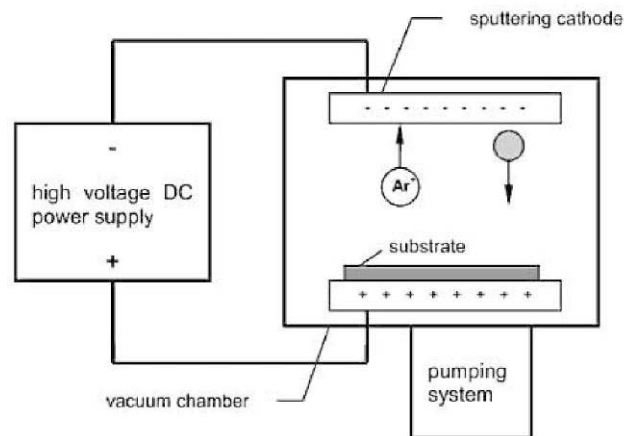 sputtering cathode
- - - - - - - - -
-
high voltage DC
power supply
+
Ar+
substrate
+ + + + + + + +
vacuum chamber
pumping
system